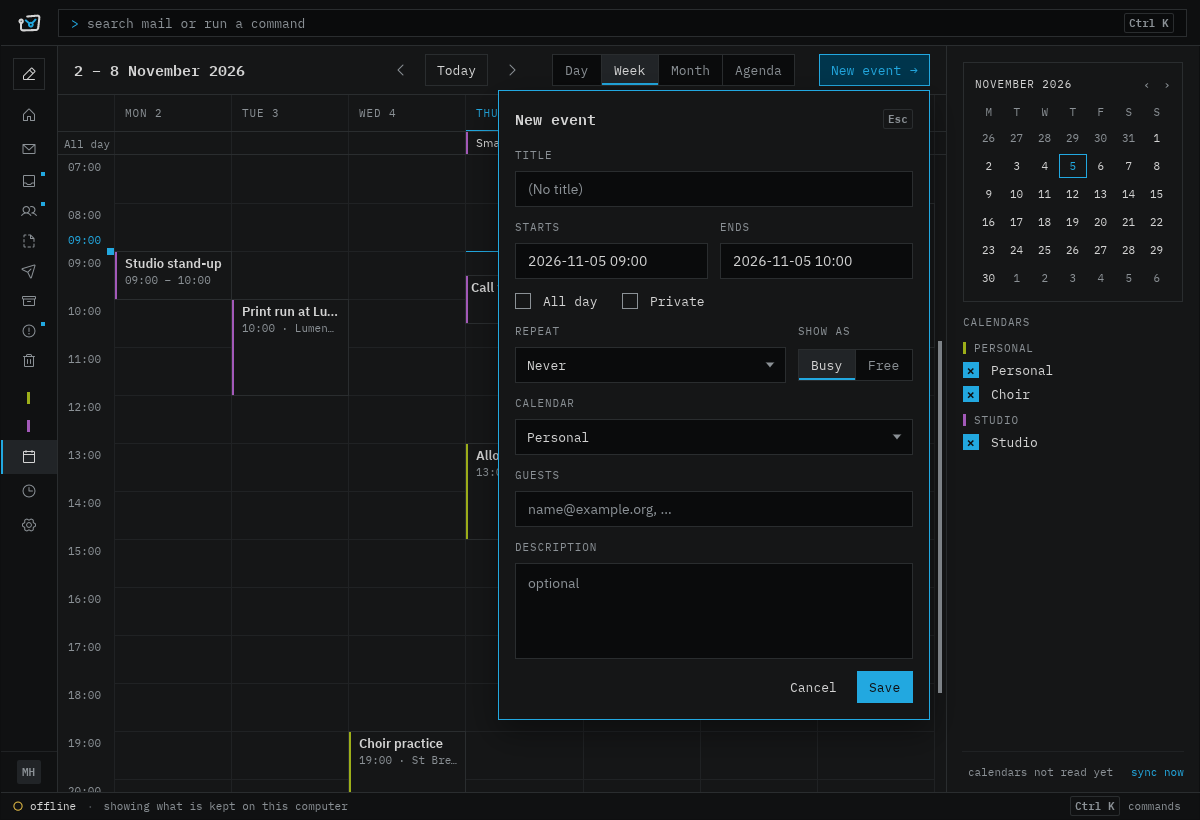 > search mail or run a command
Ctrl K
2 – 8 November 2026
Today
Day
Week
Month
Agenda
New event →
MON 2
TUE 3
WED 4
THU
All day
Sma
07:00
08:00
09:00
09:00
10:00
11:00
12:00
13:00
14:00
15:00
16:00
17:00
18:00
19:00
20:00
Studio stand-up
09:00 – 10:00
Print run at Lu…
10:00 · Lumen…
Call
Allo
13:0
Choir practice
19:00 · St Bre…
New event
Esc
TITLE
(No title)
STARTS
ENDS
2026-11-05 09:00
2026-11-05 10:00
All day
Private
REPEAT
SHOW AS
Never
Busy
Free
CALENDAR
Personal
GUESTS
name@example.org, ...
DESCRIPTION
optional
Cancel
Save
NOVEMBER 2026
‹ ›
M T W T F S S
26 27 28 29 30 31 1
2 3 4 5 6 7 8
9 10 11 12 13 14 15
16 17 18 19 20 21 22
23 24 25 26 27 28 29
30 1 2 3 4 5 6
CALENDARS
PERSONAL
× Personal
× Choir
STUDIO
× Studio
calendars not read yet
sync now
MH
offline · showing what is kept on this computer
Ctrl K commands